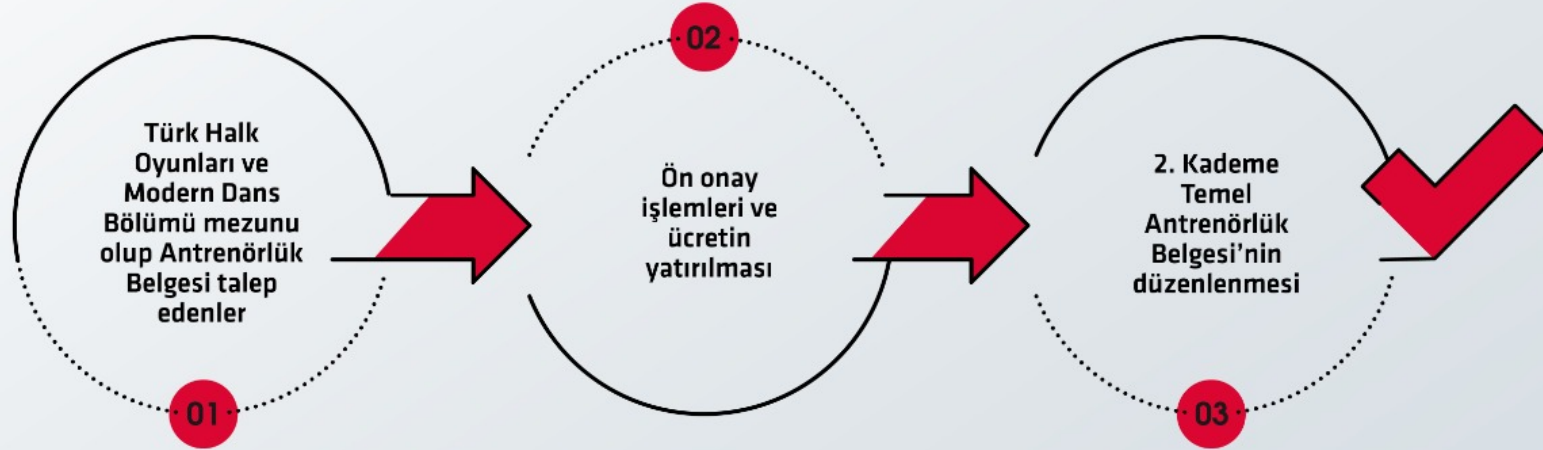 Türk Halk
Oyunları ve
Modern Dans
Bölümü mezunu
olup Antrenörlük
Belgesi talep
edenler
01
02
Ön onay
işlemleri ve
ücretin
yatırılması
2. Kademe
Temel
Antrenörlük
Belgesi’nin
düzenlenmesi
03